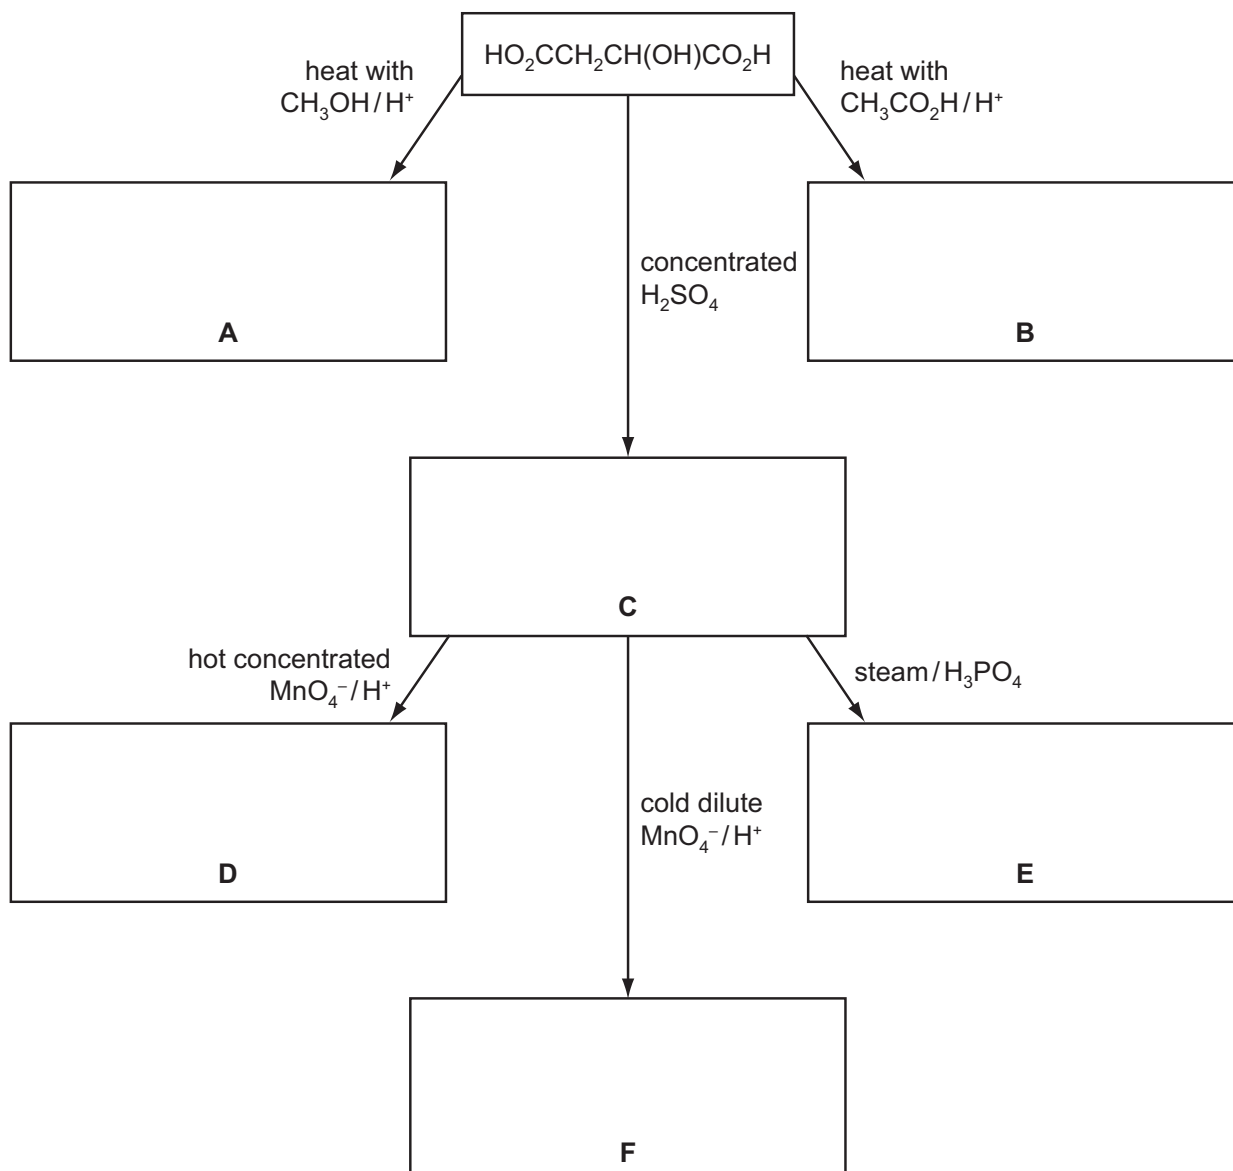 HO₂CCH₂CH(OH)CO₂H
heat with
CH₃OH/H⁺
heat with
CH₃CO₂H/H⁺
concentrated
H₂SO₄
A
B
C
hot concentrated
MnO₄⁻/H⁺
steam/H₃PO₄
cold dilute
MnO₄⁻/H⁺
D
E
F